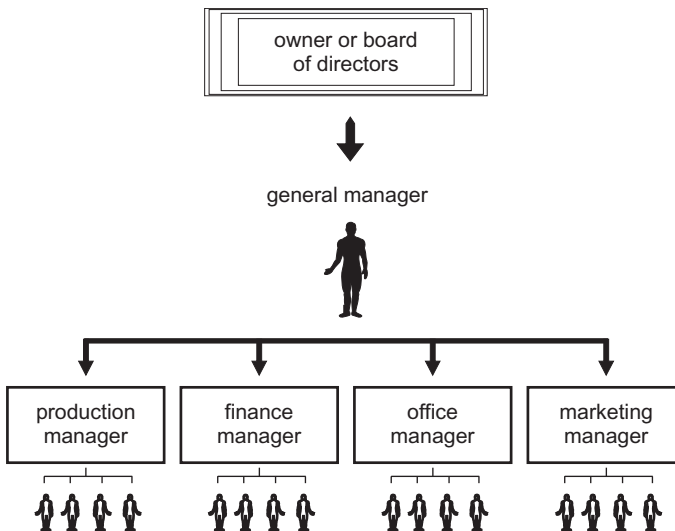 owner or board
of directors
general manager
production
manager
finance
manager
office
manager
marketing
manager